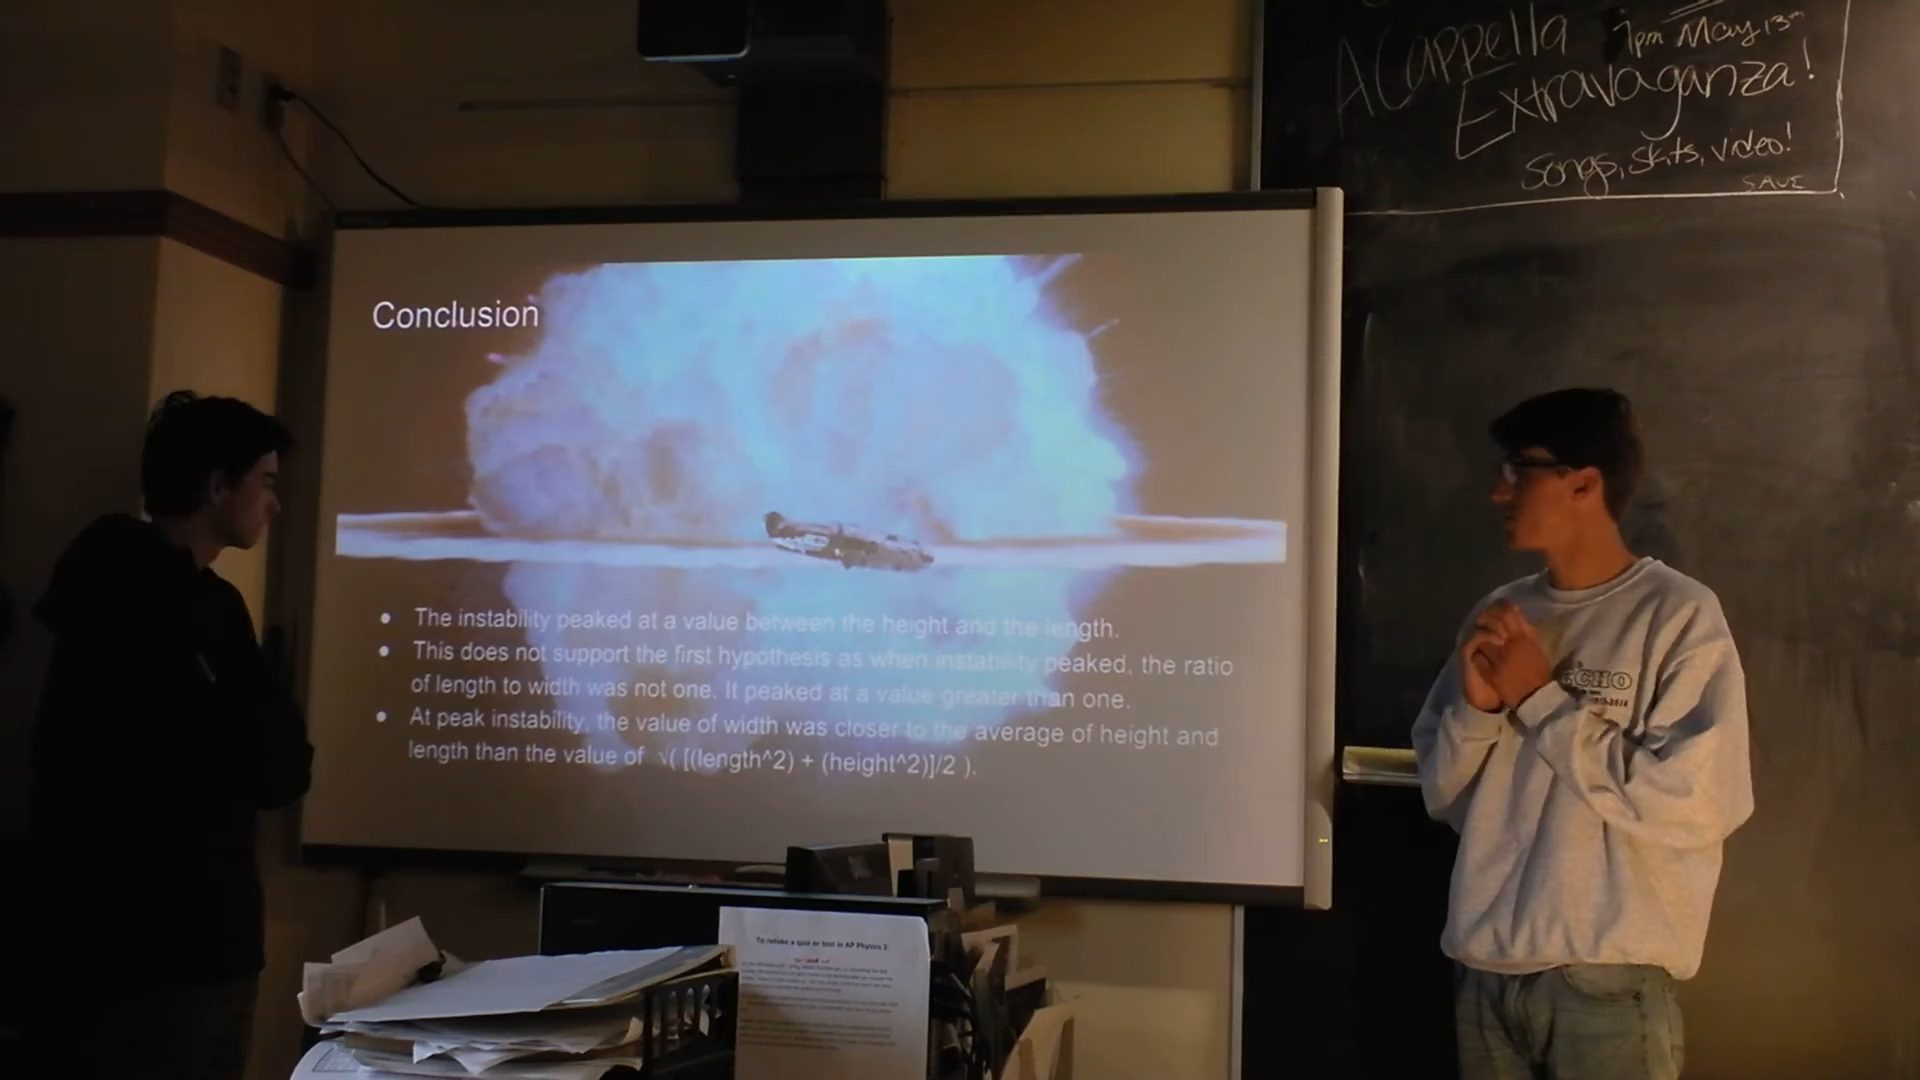 A Cappella 7pm May 13th
Extravaganza!
Songs, skits, video!
SAVE
Conclusion
● The instability peaked at a value between the height and the length.
● This does not support the first hypothesis as when instability peaked, the ratio
of length to width was not one. It peaked at a value greater than one.
● At peak instability, the value of width was closer to the average of height and
length than the value of √( [(length^2) + (height^2)]/2 ).
To retake a quiz or test in AP Physics 1: